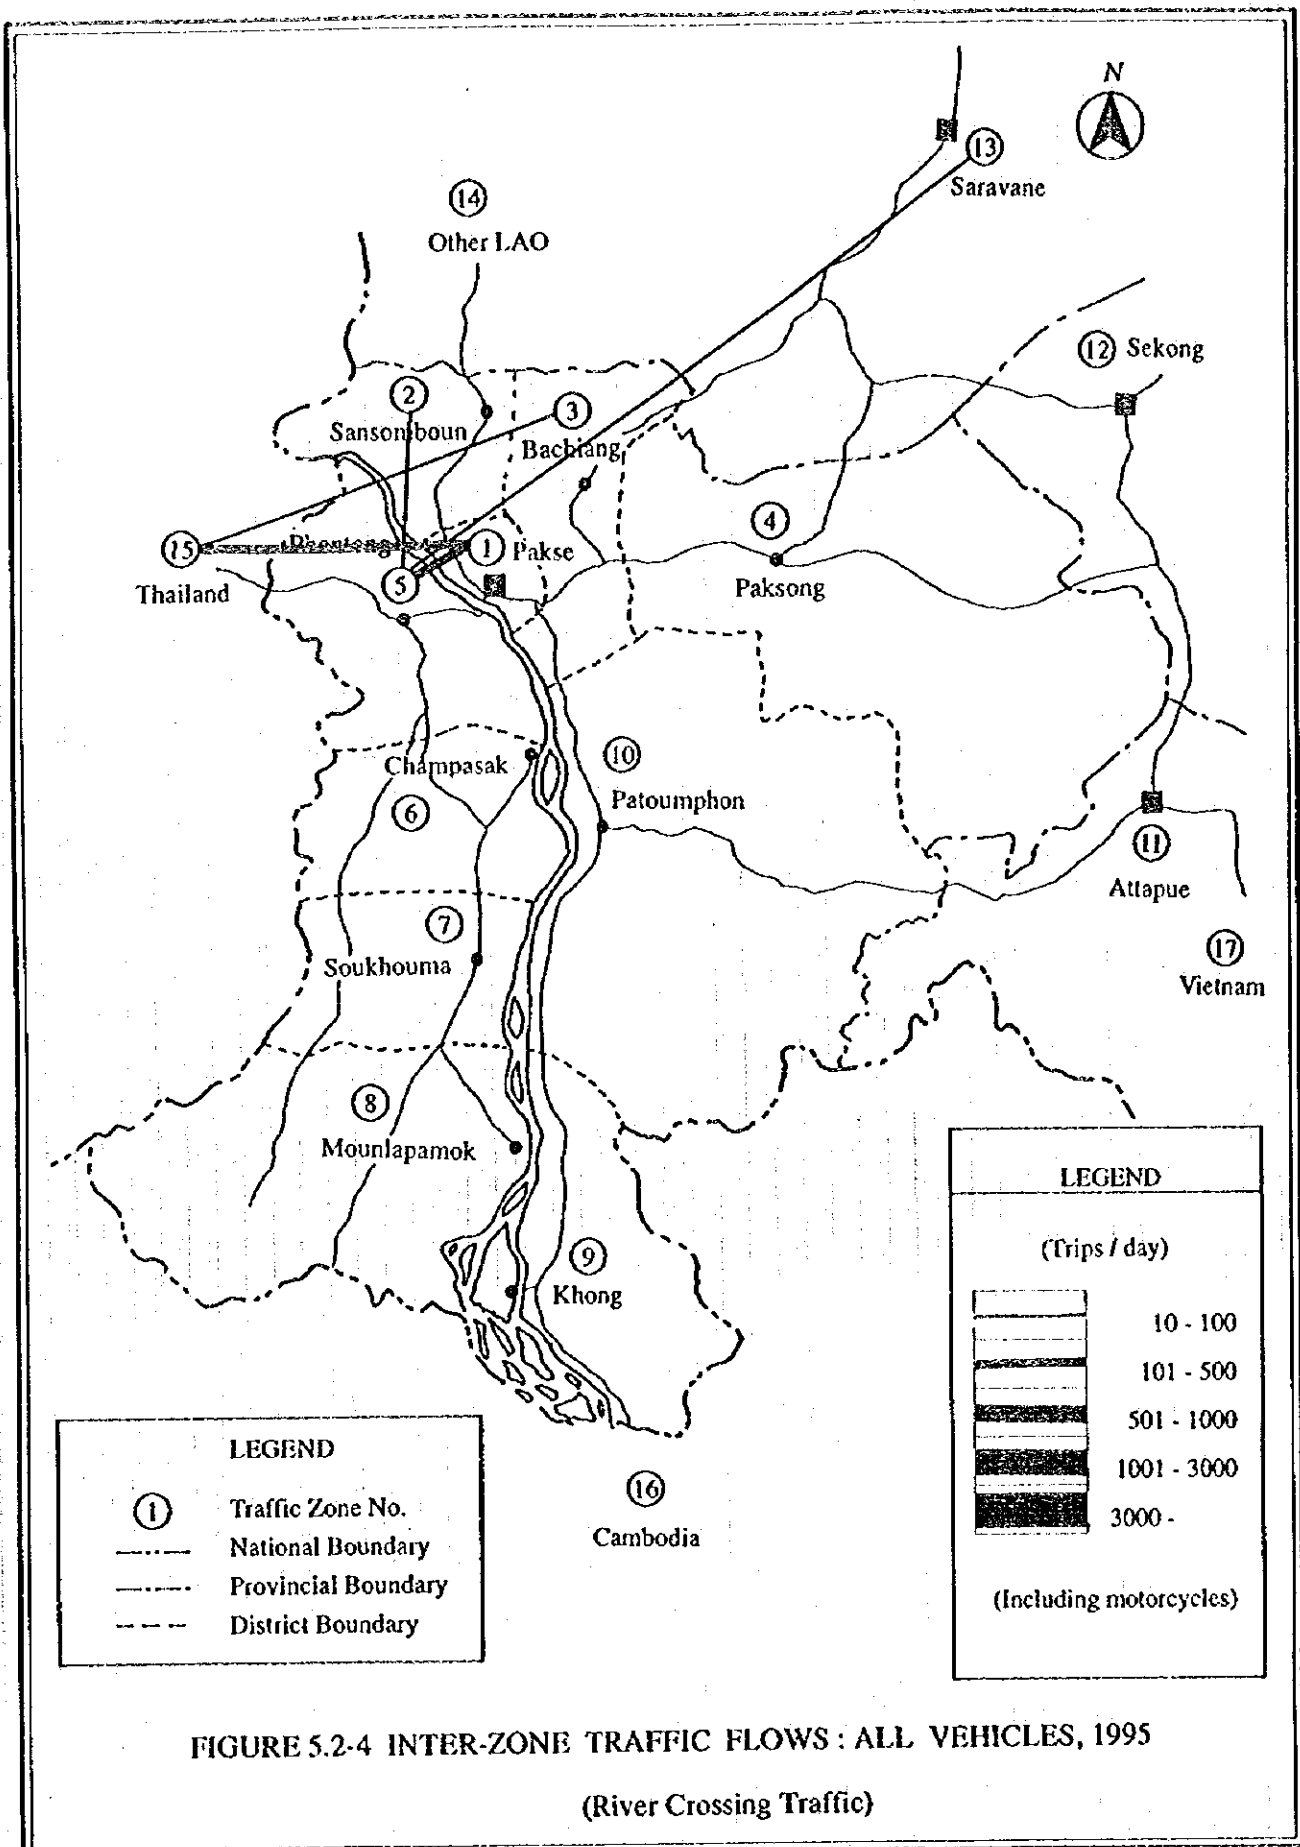 N
13
Saravane
14
Other LAO
12 Sekong
2
Sansomboun
3
Bachiang
15
Thailand
Phontong
1 Pakse
5
4
Paksong
Champasak
6
10
Patoumphon
11
Attapue
7
Soukhouma
17
Vietnam
8
Mounlapamok
9
Khong
16
Cambodia
LEGEND
(Trips / day)
10 - 100
101 - 500
501 - 1000
1001 - 3000
3000 -
(Including motorcycles)
LEGEND
1 Traffic Zone No.
National Boundary
Provincial Boundary
District Boundary
FIGURE 5.2-4 INTER-ZONE TRAFFIC FLOWS : ALL VEHICLES, 1995
(River Crossing Traffic)